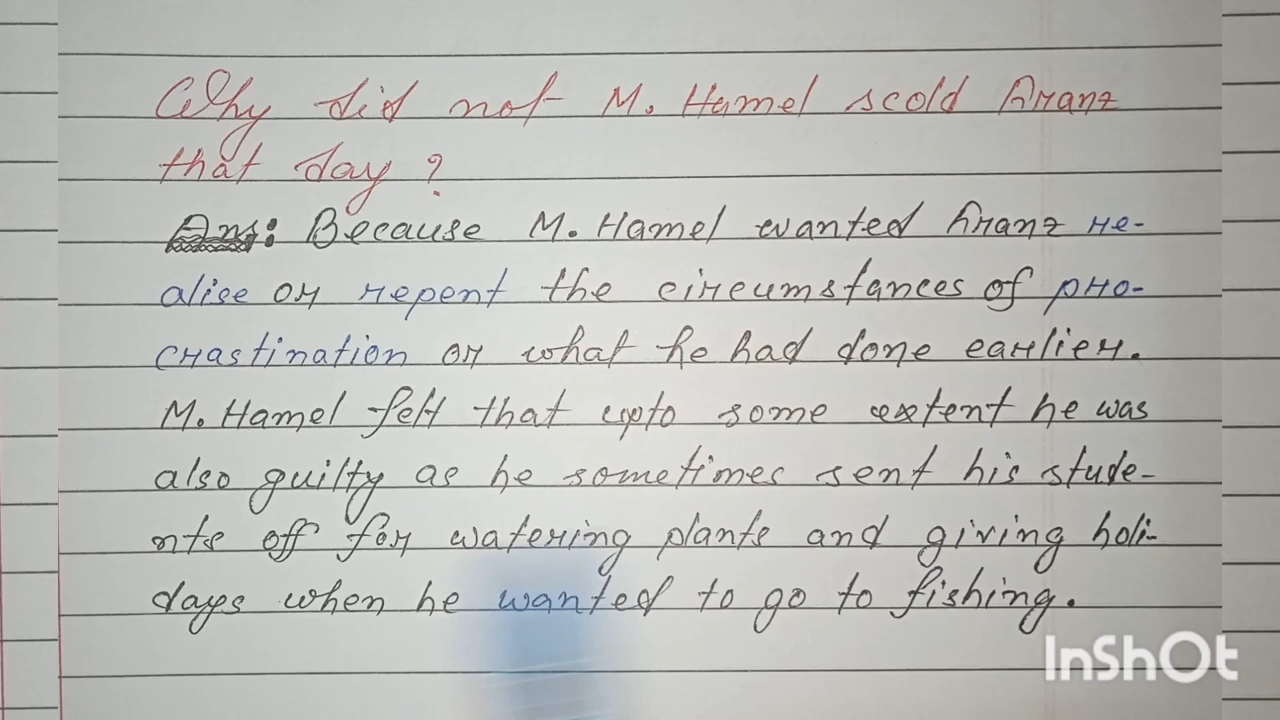 Why did not M. Hamel scold Franz
that day ?
Ans: Because M. Hamel wanted Franz re-
alise or repent the circumstances of pro-
crastination or what he had done earlier.
M. Hamel felt that upto some extent he was
also guilty as he sometimes sent his stude-
nts off for watering plants and giving holi-
days when he wanted to go to fishing.
InShOt